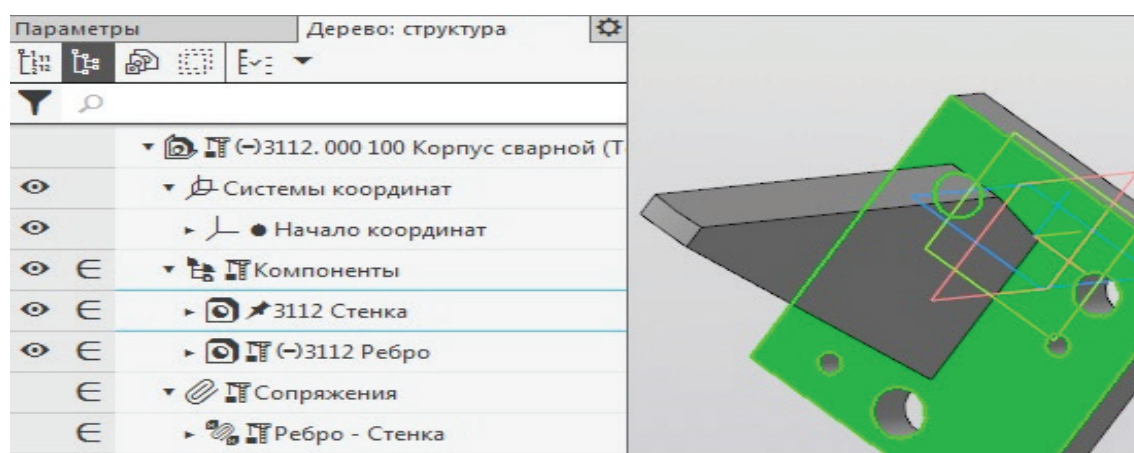 Параметры
Дерево: структура
(−)3112. 000 100 Корпус сварной (Т
Системы координат
Начало координат
Компоненты
3112 Стенка
(−)3112 Ребро
Сопряжения
Ребро - Стенка